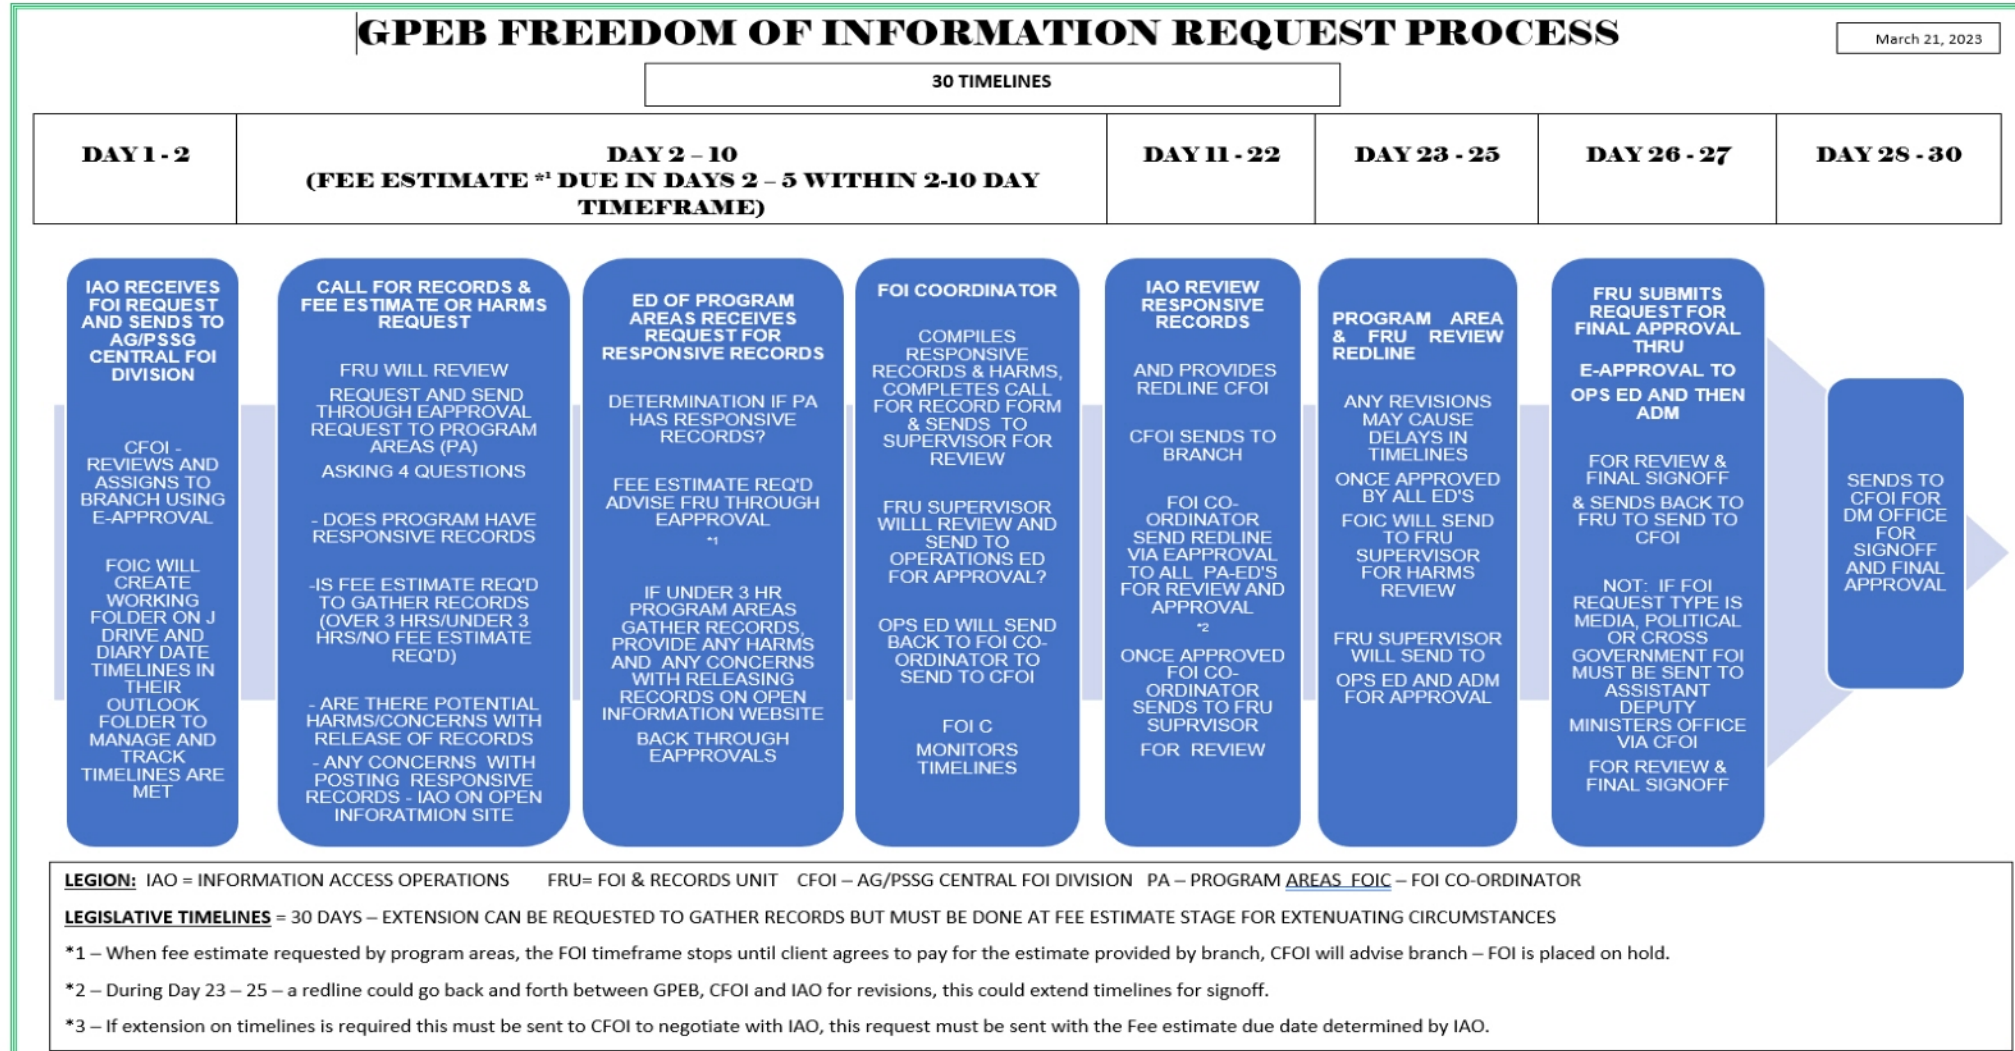 GPEB FREEDOM OF INFORMATION REQUEST PROCESS
March 21, 2023
30 TIMELINES
DAY 1 - 2
DAY 2 – 10
(FEE ESTIMATE *1 DUE IN DAYS 2 – 5 WITHIN 2-10 DAY
TIMEFRAME)
DAY 11 - 22
DAY 23 - 25
DAY 26 - 27
DAY 28 - 30
IAO RECEIVES
FOI REQUEST
AND SENDS TO
AG/PSSG
CENTRAL FOI
DIVISION
CFOI -
REVIEWS AND
ASSIGNS TO
BRANCH USING
E-APPROVAL
FOIC WILL
CREATE
WORKING
FOLDER ON J
DRIVE AND
DIARY DATE
TIMELINES IN
THEIR
OUTLOOK
FOLDER TO
MANAGE AND
TRACK
TIMELINES ARE
MET
CALL FOR RECORDS &
FEE ESTIMATE OR HARMS
REQUEST
FRU WILL REVIEW
REQUEST AND SEND
THROUGH EAPPROVAL
REQUEST TO PROGRAM
AREAS (PA)
ASKING 4 QUESTIONS
- DOES PROGRAM HAVE
RESPONSIVE RECORDS
-IS FEE ESTIMATE REQ'D
TO GATHER RECORDS
(OVER 3 HRS/UNDER 3
HRS/NO FEE ESTIMATE
REQ'D)
- ARE THERE POTENTIAL
HARMS/CONCERNS WITH
RELEASE OF RECORDS
- ANY CONCERNS WITH
POSTING RESPONSIVE
RECORDS - IAO ON OPEN
INFORATMION SITE
ED OF PROGRAM
AREAS RECEIVES
REQUEST FOR
RESPONSIVE RECORDS
DETERMINATION IF PA
HAS RESPONSIVE
RECORDS?
FEE ESTIMATE REQ'D
ADVISE FRU THROUGH
EAPPROVAL
*1
IF UNDER 3 HR
PROGRAM AREAS
GATHER RECORDS,
PROVIDE ANY HARMS
AND ANY CONCERNS
WITH RELEASING
RECORDS ON OPEN
INFORMATION WEBSITE
BACK THROUGH
EAPPROVALS
FOI COORDINATOR
COMPILES
RESPONSIVE
RECORDS & HARMS,
COMPLETES CALL
FOR RECORD FORM
& SENDS TO
SUPERVISOR FOR
REVIEW
FRU SUPERVISOR
WILLL REVIEW AND
SEND TO
OPERATIONS ED
FOR APPROVAL?
OPS ED WILL SEND
BACK TO FOI CO-
ORDINATOR TO
SEND TO CFOI
FOI C
MONITORS
TIMELINES
IAO REVIEW
RESPONSIVE
RECORDS
AND PROVIDES
REDLINE CFOI
CFOI SENDS TO
BRANCH
FOI CO-
ORDINATOR
SEND REDLINE
VIA EAPPROVAL
TO ALL PA-ED'S
FOR REVIEW AND
APPROVAL
*2
ONCE APPROVED
FOI CO-
ORDINATOR
SENDS TO FRU
SUPRVISOR
FOR REVIEW
PROGRAM AREA
& FRU REVIEW
REDLINE
ANY REVISIONS
MAY CAUSE
DELAYS IN
TIMELINES
ONCE APPROVED
BY ALL ED'S
FOIC WILL SEND
TO FRU
SUPERVISOR
FOR HARMS
REVIEW
FRU SUPERVISOR
WILL SEND TO
OPS ED AND ADM
FOR APPROVAL
FRU SUBMITS
REQUEST FOR
FINAL APPROVAL
THRU
E-APPROVAL TO
OPS ED AND THEN
ADM
FOR REVIEW &
FINAL SIGNOFF
& SENDS BACK TO
FRU TO SEND TO
CFOI
NOT: IF FOI
REQUEST TYPE IS
MEDIA, POLITICAL
OR CROSS
GOVERNMENT FOI
MUST BE SENT TO
ASSISTANT
DEPUTY
MINISTERS OFFICE
VIA CFOI
FOR REVIEW &
FINAL SIGNOFF
SENDS TO
CFOI FOR
DM OFFICE
FOR
SIGNOFF
AND FINAL
APPROVAL
LEGION: IAO = INFORMATION ACCESS OPERATIONS FRU= FOI & RECORDS UNIT CFOI – AG/PSSG CENTRAL FOI DIVISION PA – PROGRAM AREAS FOIC – FOI CO-ORDINATOR
LEGISLATIVE TIMELINES = 30 DAYS – EXTENSION CAN BE REQUESTED TO GATHER RECORDS BUT MUST BE DONE AT FEE ESTIMATE STAGE FOR EXTENUATING CIRCUMSTANCES
*1 – When fee estimate requested by program areas, the FOI timeframe stops until client agrees to pay for the estimate provided by branch, CFOI will advise branch – FOI is placed on hold.
*2 – During Day 23 – 25 – a redline could go back and forth between GPEB, CFOI and IAO for revisions, this could extend timelines for signoff.
*3 – If extension on timelines is required this must be sent to CFOI to negotiate with IAO, this request must be sent with the Fee estimate due date determined by IAO.